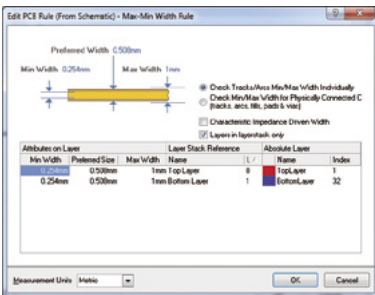 Edit PCB Rule (From Schematic) - Max-Min Width Rule
Preferred Width 0.508mm
Min Width 0.254mm Max Width 1mm
Check Tracks/Arcs Min/Max Width Individually
Check Min/Max Width for Physically Connected C
(tracks, arcs, fills, pads & vias)
Characteristic Impedance Driven Width
Layers in layerstack only
Attributes on Layer Layer Stack Reference Absolute Layer
Min Width Preferred Size Max Width Name Name Index
0.254mm 0.508mm 1mm Top Layer 0 TopLayer 1
0.254mm 0.508mm 1mm Bottom Layer 1 BottomLayer 32
Measurement Units Metric OK Cancel